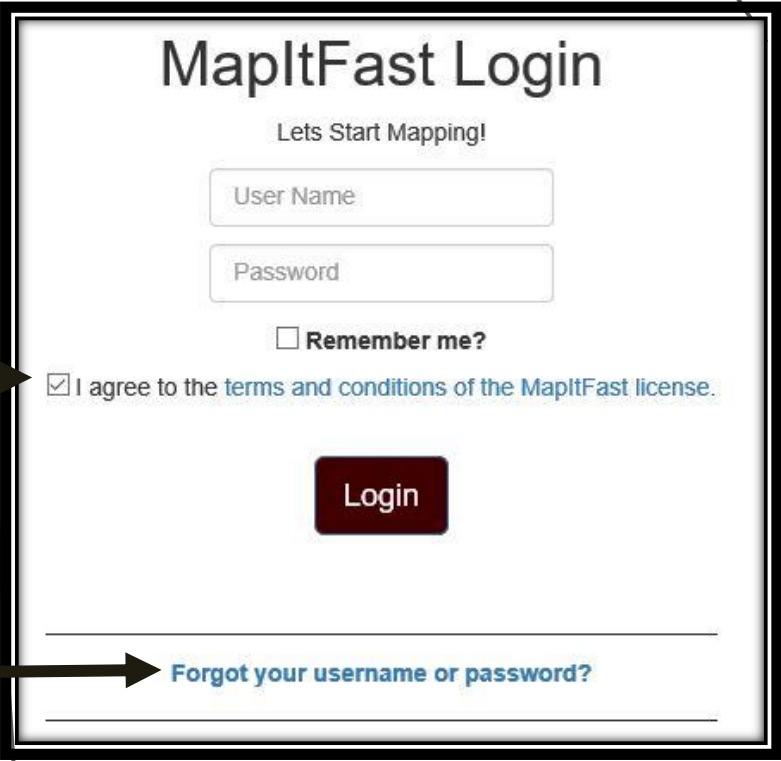 MapItFast Login
Lets Start Mapping!
User Name
Password
Remember me?
I agree to the terms and conditions of the MapItFast license.
Login
Forgot your username or password?